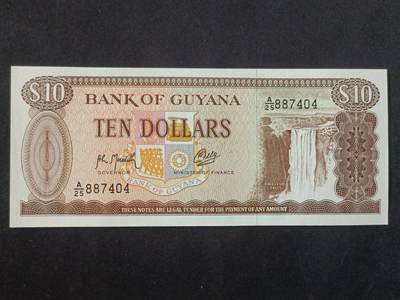 $10
BANK OF GUYANA
A/25 887404
$10
TEN DOLLARS
BANK OF GUYANA
GOVERNOR
MINISTER OF FINANCE
A/25 887404
THESE NOTES ARE LEGAL TENDER FOR THE PAYMENT OF ANY AMOUNT